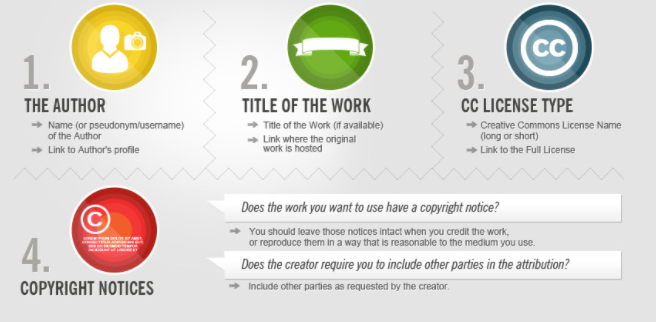 1.
THE AUTHOR
Name (or pseudonym/username)
of the Author
Link to Author's profile
2.
TITLE OF THE WORK
Title of the Work (if available)
Link where the original
work is hosted
CC
3.
CC LICENSE TYPE
Creative Commons License Name
(long or short)
Link to the Full License
C
4.
COPYRIGHT NOTICES
Does the work you want to use have a copyright notice?
You should leave those notices intact when you credit the work,
or reproduce them in a way that is reasonable to the medium you use.
Does the creator require you to include other parties in the attribution?
Include other parties as requested by the creator.